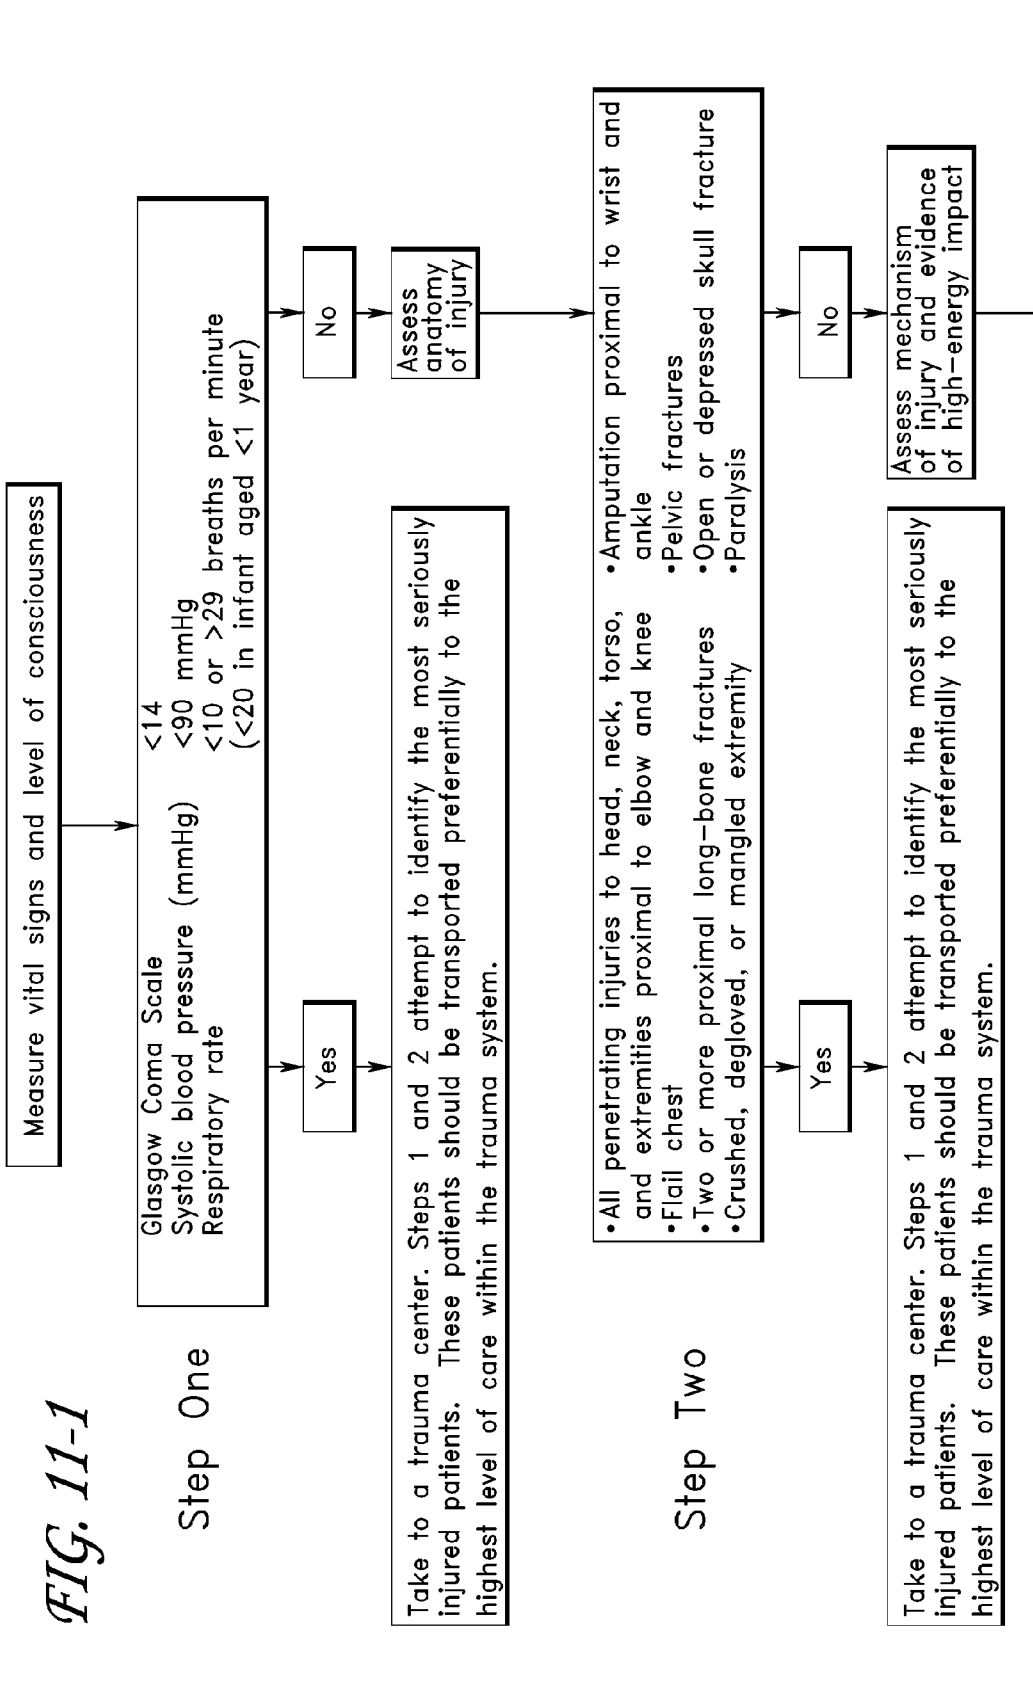 FIG. 11-1
Measure vital signs and level of consciousness
Step One
Glasgow Coma Scale <14
Systolic blood pressure (mmHg) <90 mmHg
Respiratory rate <10 or >29 breaths per minute
(<20 in infant aged <1 year)
Yes
No
Take to a trauma center. Steps 1 and 2 attempt to identify the most seriously
injured patients. These patients should be transported preferentially to the
highest level of care within the trauma system.
Assess
anatomy
of injury
Step Two
•All penetrating injuries to head, neck, torso,
and extremities proximal to elbow and knee
•Flail chest
•Two or more proximal long-bone fractures
•Crushed, degloved, or mangled extremity
•Amputation proximal to wrist and
ankle
•Pelvic fractures
•Open or depressed skull fracture
•Paralysis
Yes
No
Take to a trauma center. Steps 1 and 2 attempt to identify the most seriously
injured patients. These patients should be transported preferentially to the
highest level of care within the trauma system.
Assess mechanism
of injury and evidence
of high-energy impact